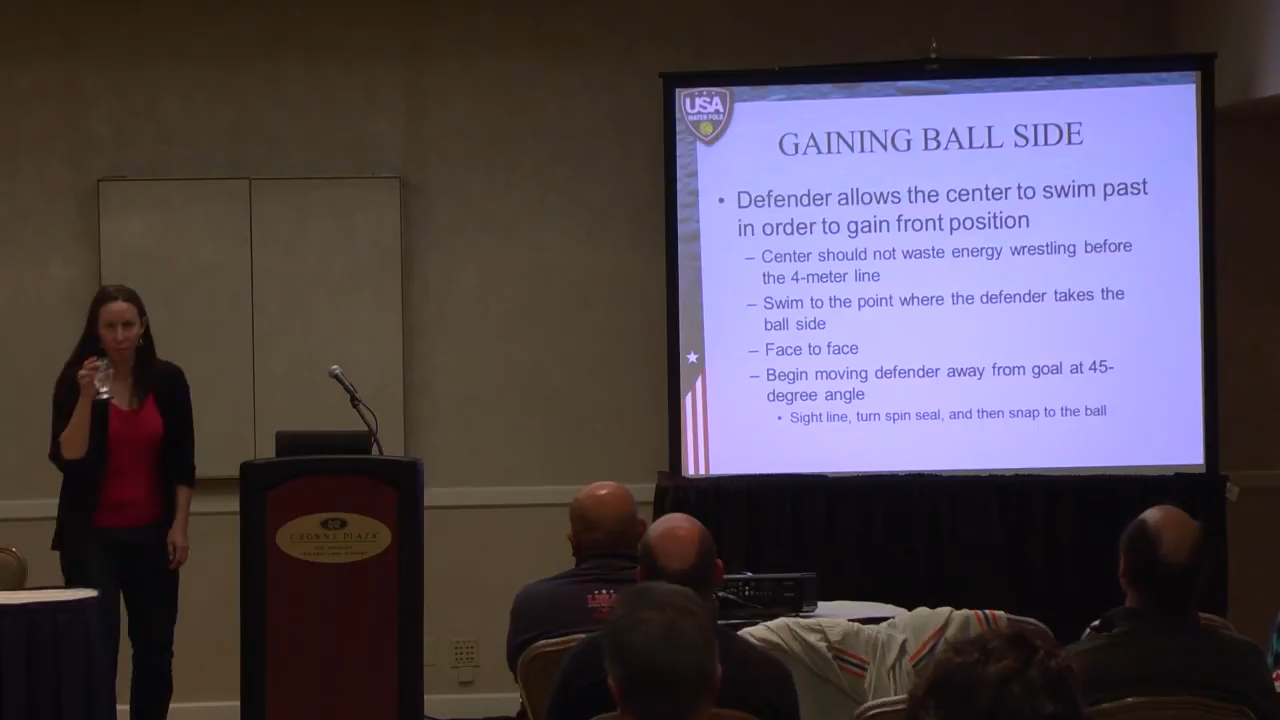 USA
WATER POLO
GAINING BALL SIDE
• Defender allows the center to swim past
in order to gain front position
– Center should not waste energy wrestling before
the 4-meter line
– Swim to the point where the defender takes the
ball side
– Face to face
– Begin moving defender away from goal at 45-
degree angle
• Sight line, turn spin seal, and then snap to the ball
CROWNE PLAZA